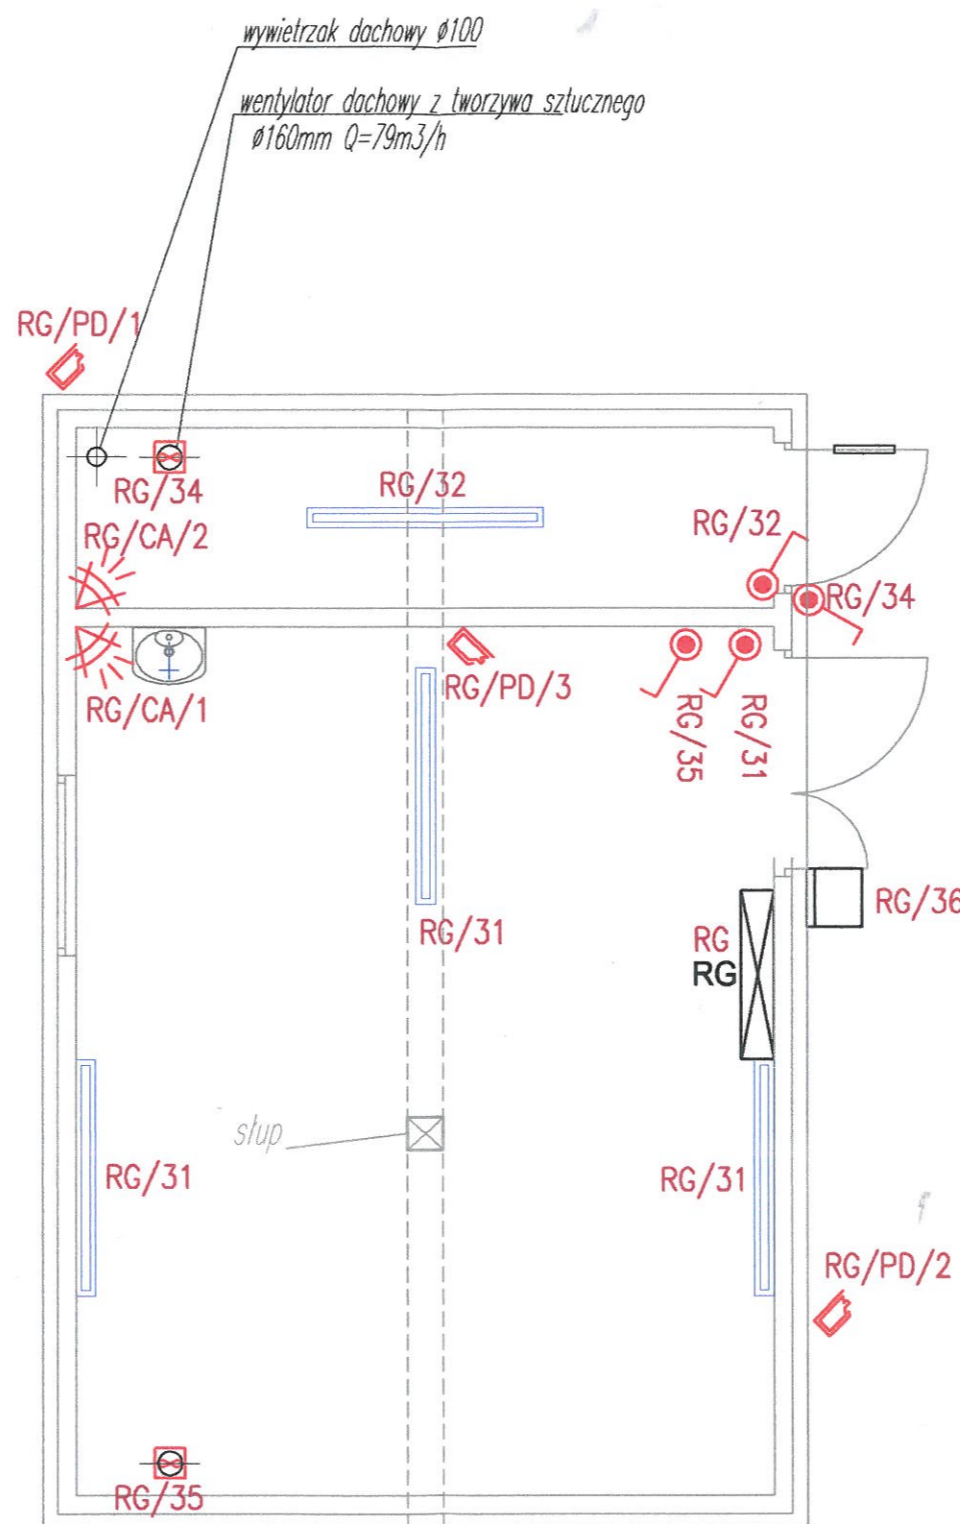 wywietrzak dachowy ø100
wentylator dachowy z tworzywa sztucznego
ø160mm Q=79m3/h
RG/PD/1
RG/34
RG/32
RG/CA/2
RG/32
RG/34
RG/CA/1
RG/PD/3
RG/35
RG/31
RG/31
RG/36
RG
RG
słup
RG/31
RG/31
RG/PD/2
RG/35